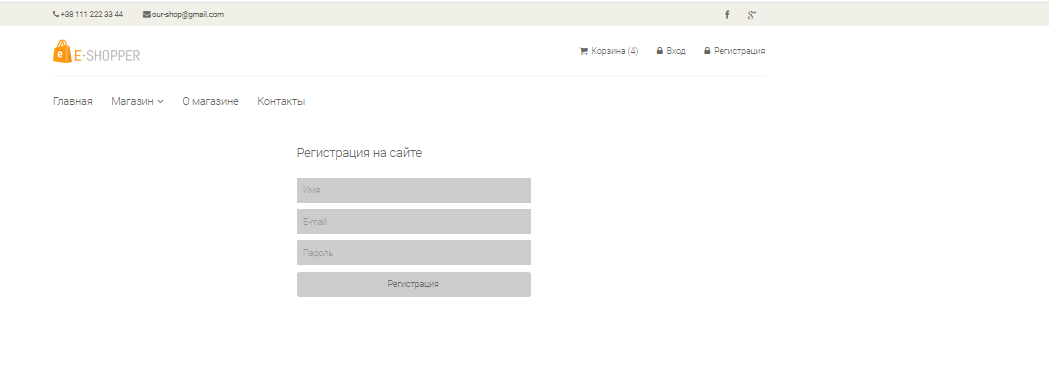 +38 111 222 33 44 our-shop@gmail.com
e E-SHOPPER Корзина (4) Вход Регистрация
Главная Магазин О магазине Контакты
Регистрация на сайте
Имя
E-mail
Пароль
Регистрация